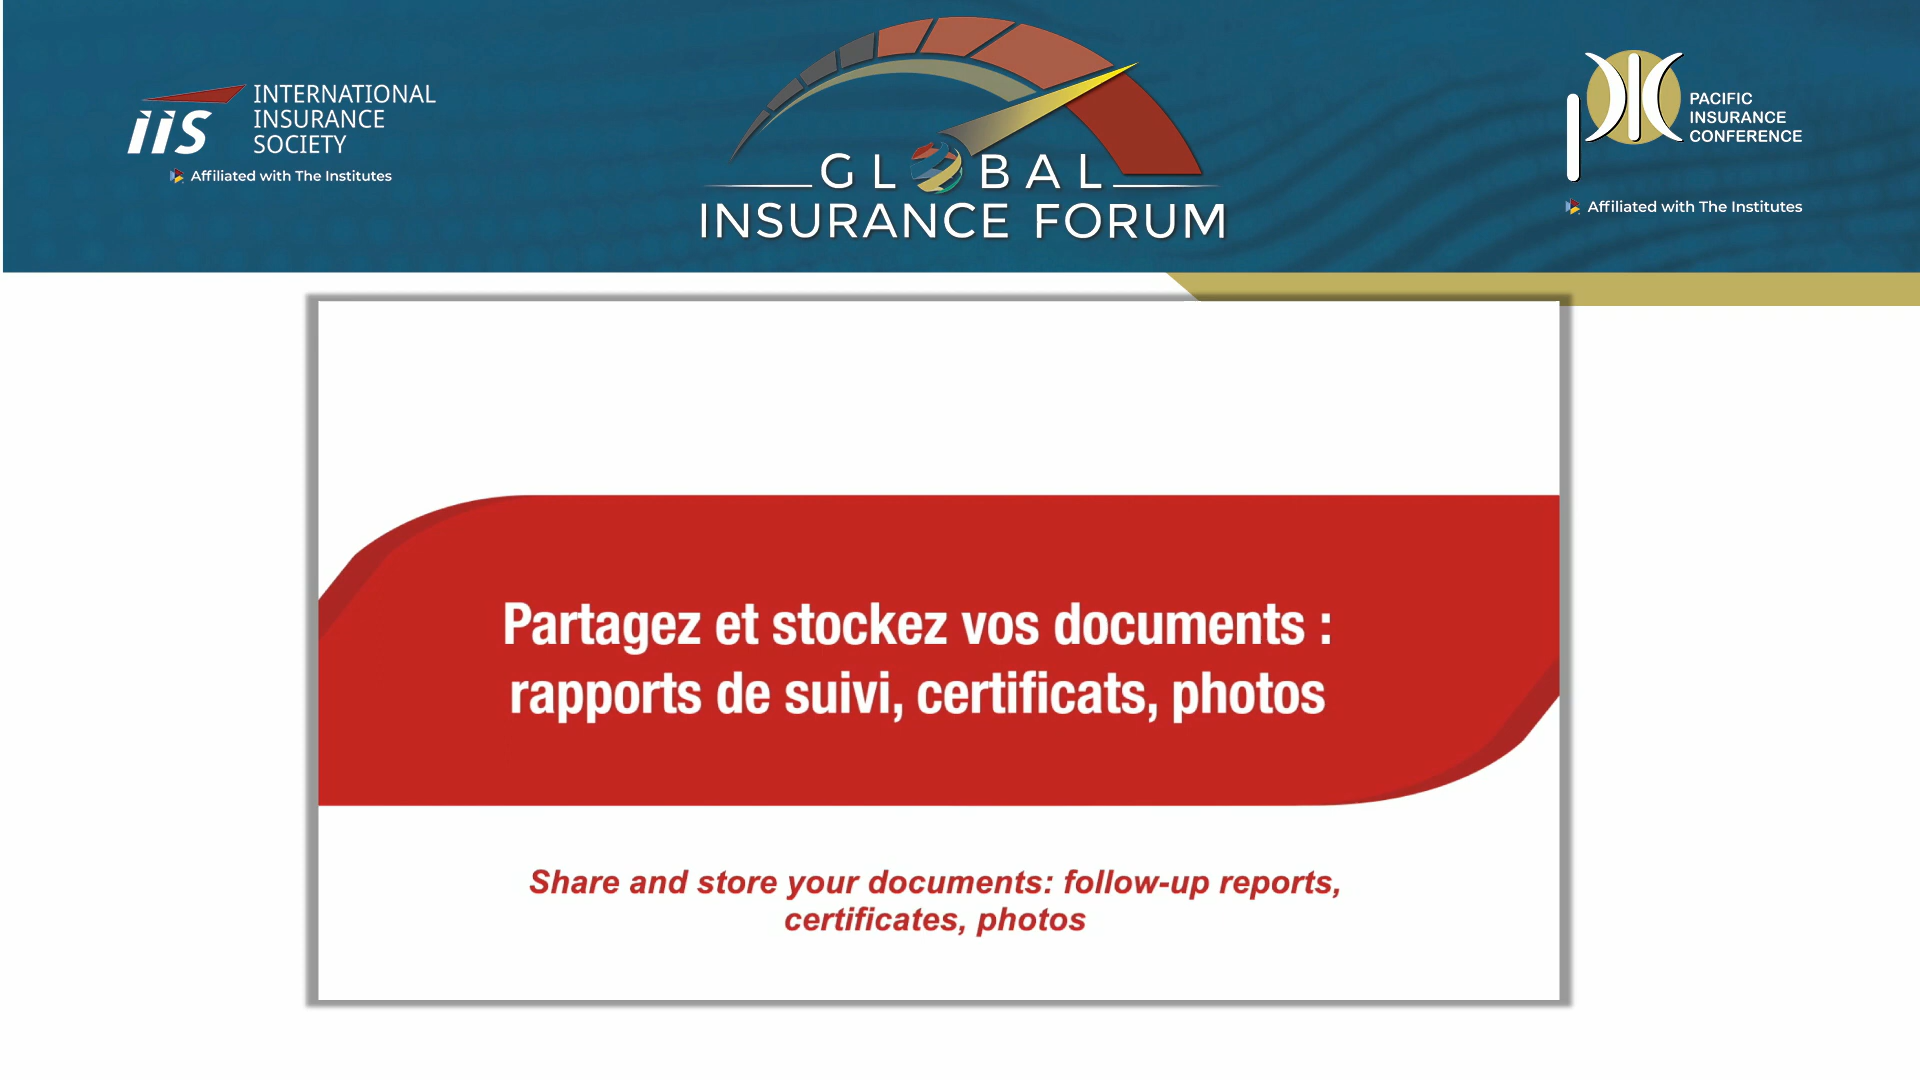 INTERNATIONAL
INSURANCE
SOCIETY
iiS
Affiliated with The Institutes
GLOBAL
INSURANCE FORUM
PACIFIC
INSURANCE
CONFERENCE
Affiliated with The Institutes
Partagez et stockez vos documents :
rapports de suivi, certificats, photos
Share and store your documents: follow-up reports,
certificates, photos